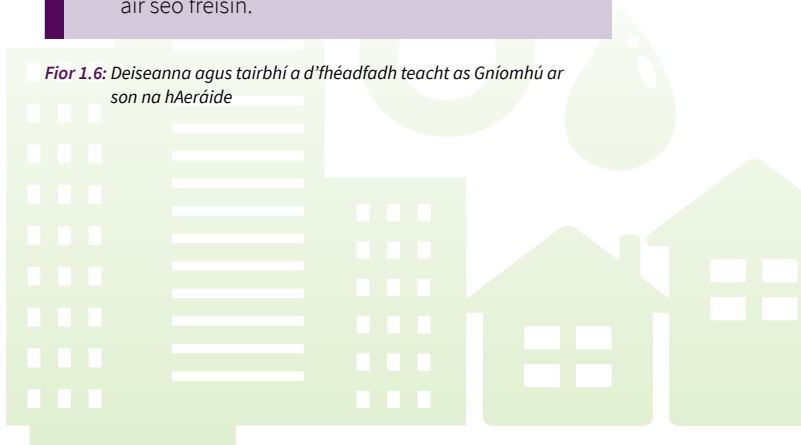 air seo freisin.
Fíor 1.6: Deiseanna agus tairbhí a d'fhéadfadh teacht as Gníomhú ar
son na hAeráide